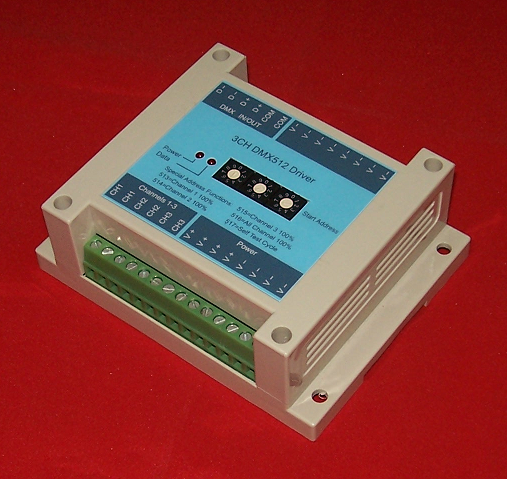 D- D- D+ D+ COM COM
DMX IN/OUT
V- V- V- V- V- V- V-
3CH DMX512 Driver
Power
Data
Start Address
Special Address Functions:
513=Channel 1 100%
514=Channel 2 100%
515=Channel 3 100%
516=All Channel 100%
517=Self Test Cycle
CH1 CH1 CH2 CH2 CH3 CH3
Channels 1-3
Power
V+ V+ V+ V+ V- V- V- V-